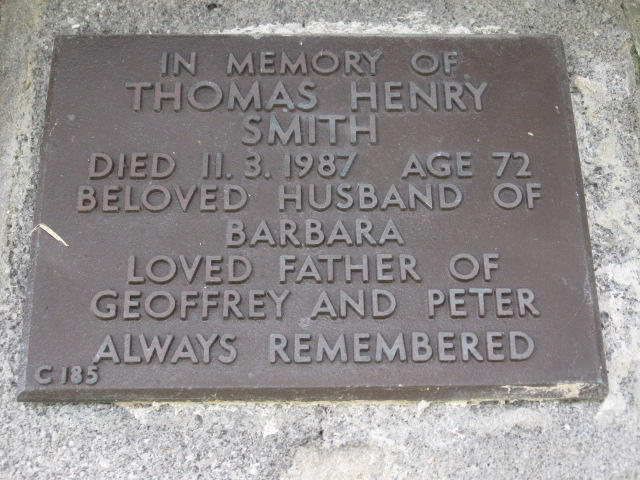 IN MEMORY OF
THOMAS HENRY
SMITH
DIED 11. 3. 1987 AGE 72
BELOVED HUSBAND OF
BARBARA
LOVED FATHER OF
GEOFFREY AND PETER
ALWAYS REMEMBERED
C 185